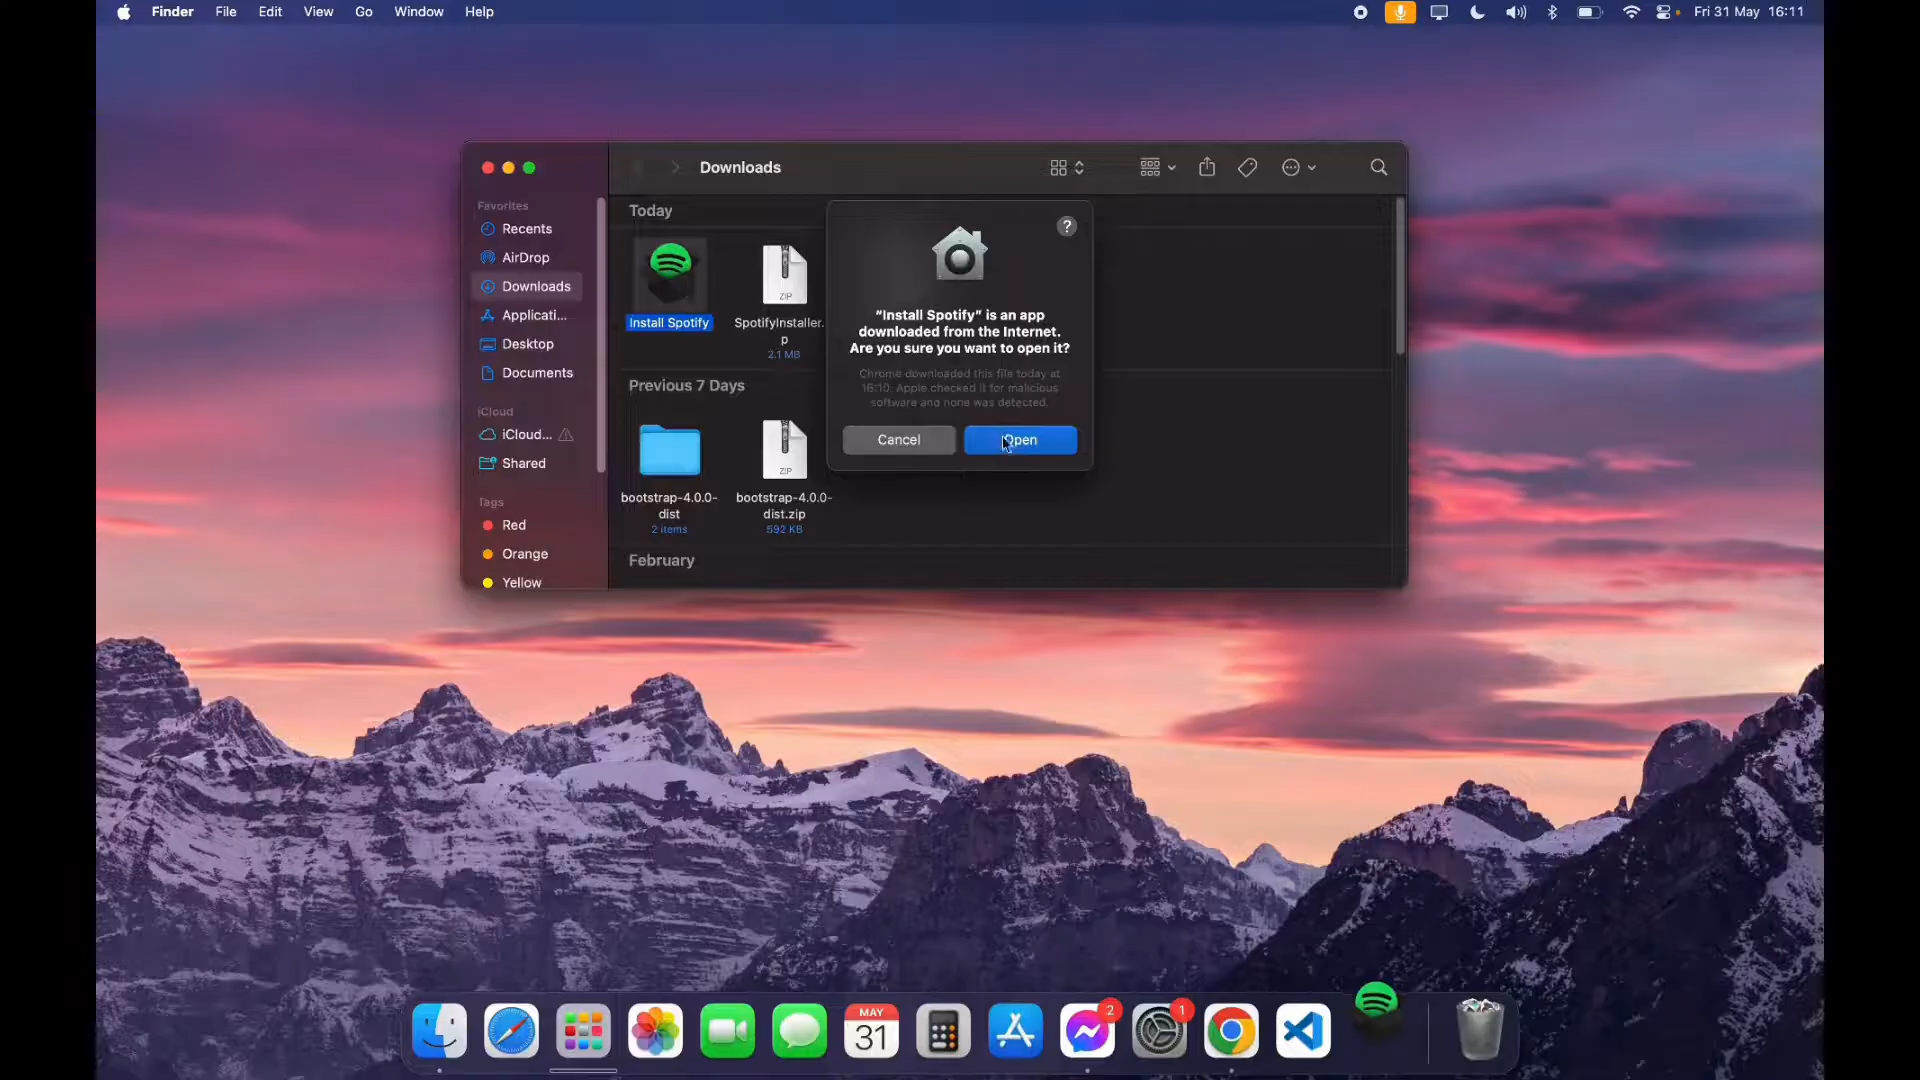 Finder File Edit View Go Window Help
Fri 31 May 16:11
Downloads
Favorites
Recents
AirDrop
Downloads
Applicati...
Desktop
Documents
iCloud
iCloud...
Shared
Tags
Red
Orange
Yellow
Today
Install Spotify
SpotifyInstaller.
p
2.1 MB
ZIP
Previous 7 Days
bootstrap-4.0.0-
dist
2 items
ZIP
bootstrap-4.0.0-
dist.zip
592 KB
February
?
“Install Spotify” is an app
downloaded from the Internet.
Are you sure you want to open it?
Chrome downloaded this file today at
16:10. Apple checked it for malicious
software and none was detected.
Cancel
Open
MAY
31
2
1